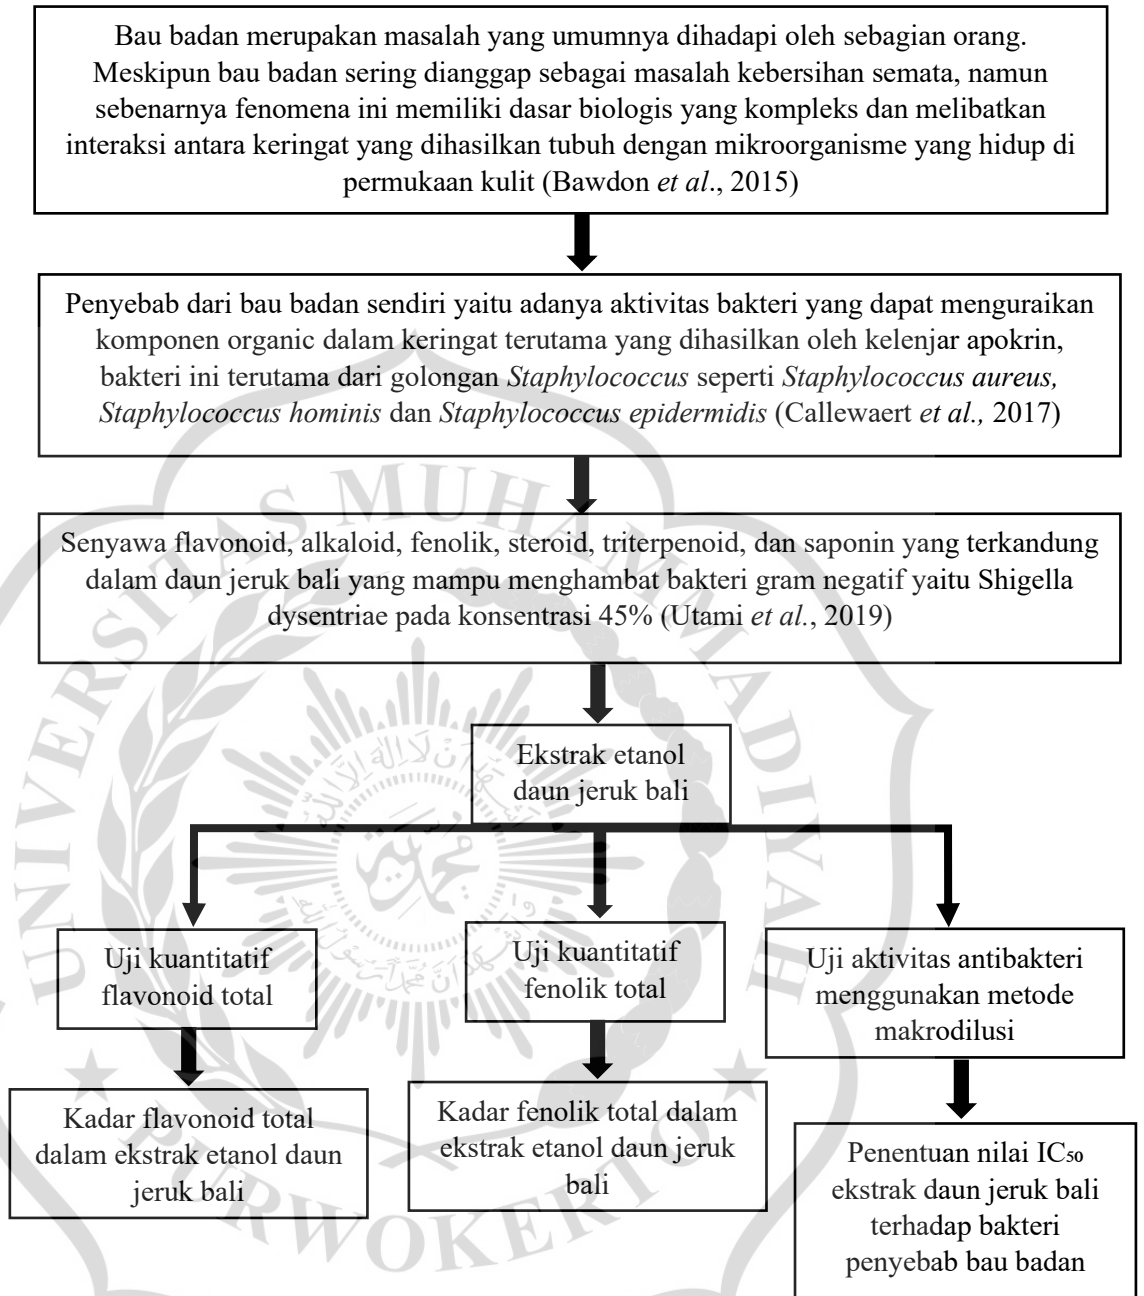 Bau badan merupakan masalah yang umumnya dihadapi oleh sebagian orang.
Meskipun bau badan sering dianggap sebagai masalah kebersihan semata, namun
sebenarnya fenomena ini memiliki dasar biologis yang kompleks dan melibatkan
interaksi antara keringat yang dihasilkan tubuh dengan mikroorganisme yang hidup di
permukaan kulit (Bawdon et al., 2015)
Penyebab dari bau badan sendiri yaitu adanya aktivitas bakteri yang dapat menguraikan
komponen organic dalam keringat terutama yang dihasilkan oleh kelenjar apokrin,
bakteri ini terutama dari golongan Staphylococcus seperti Staphylococcus aureus,
Staphylococcus hominis dan Staphylococcus epidermidis (Callewaert et al., 2017)
Senyawa flavonoid, alkaloid, fenolik, steroid, triterpenoid, dan saponin yang terkandung
dalam daun jeruk bali yang mampu menghambat bakteri gram negatif yaitu Shigella
dysentriae pada konsentrasi 45% (Utami et al., 2019)
Ekstrak etanol
daun jeruk bali
Uji kuantitatif
flavonoid total
Uji kuantitatif
fenolik total
Uji aktivitas antibakteri
menggunakan metode
makrodilusi
Kadar flavonoid total
dalam ekstrak etanol daun
jeruk bali
Kadar fenolik total dalam
ekstrak etanol daun jeruk
bali
Penentuan nilai IC₅₀
ekstrak daun jeruk bali
terhadap bakteri
penyebab bau badan
UNIVERSITAS MUHAMMADIYAH
PURWOKERTO